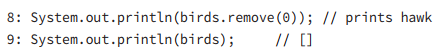 8: System.out.println(birds.remove(0)); // prints hawk
9: System.out.println(birds);     // []